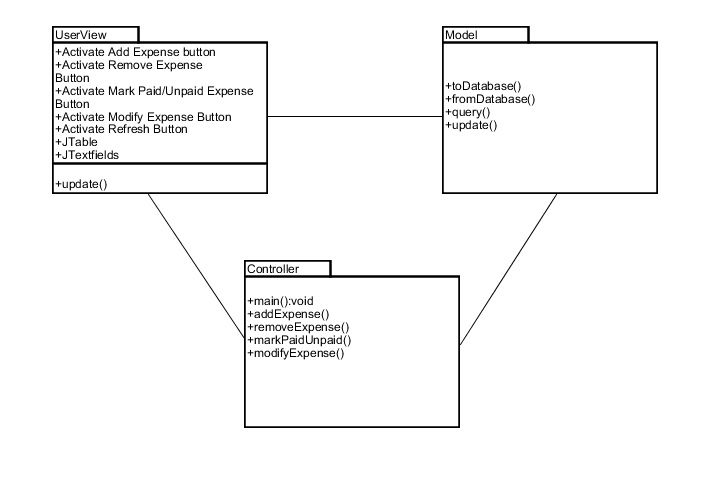 UserView
+Activate Add Expense button
+Activate Remove Expense
Button
+Activate Mark Paid/Unpaid Expense
Button
+Activate Modify Expense Button
+Activate Refresh Button
+JTable
+JTextfields
+update()
Model
+toDatabase()
+fromDatabase()
+query()
+update()
Controller
+main():void
+addExpense()
+removeExpense()
+markPaidUnpaid()
+modifyExpense()